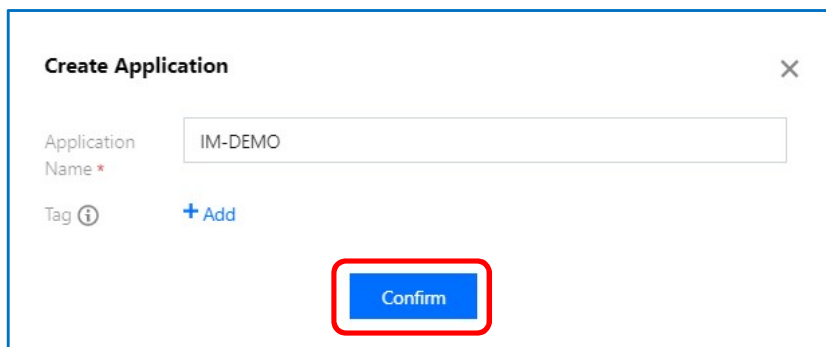 Create Application
Application
Name *
IM-DEMO
Tag
+ Add
Confirm